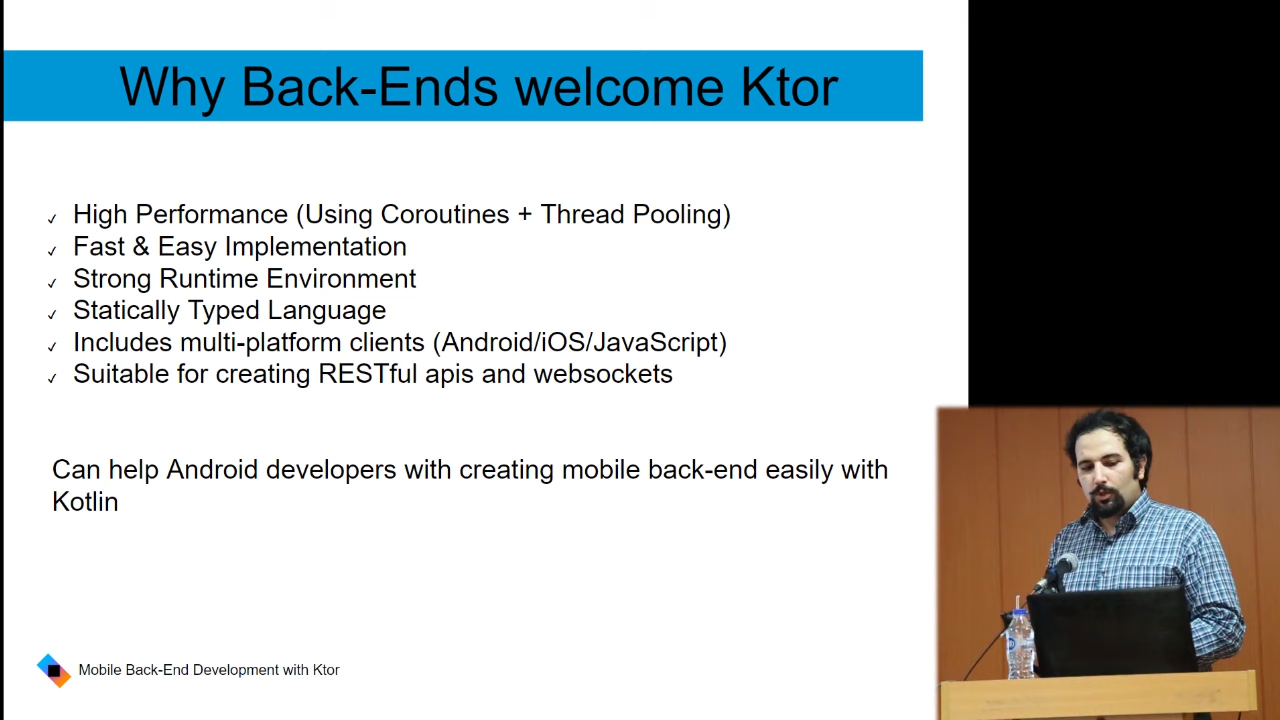 Why Back-Ends welcome Ktor
✓ High Performance (Using Coroutines + Thread Pooling)
✓ Fast & Easy Implementation
✓ Strong Runtime Environment
✓ Statically Typed Language
✓ Includes multi-platform clients (Android/iOS/JavaScript)
✓ Suitable for creating RESTful apis and websockets
Can help Android developers with creating mobile back-end easily with
Kotlin
Mobile Back-End Development with Ktor